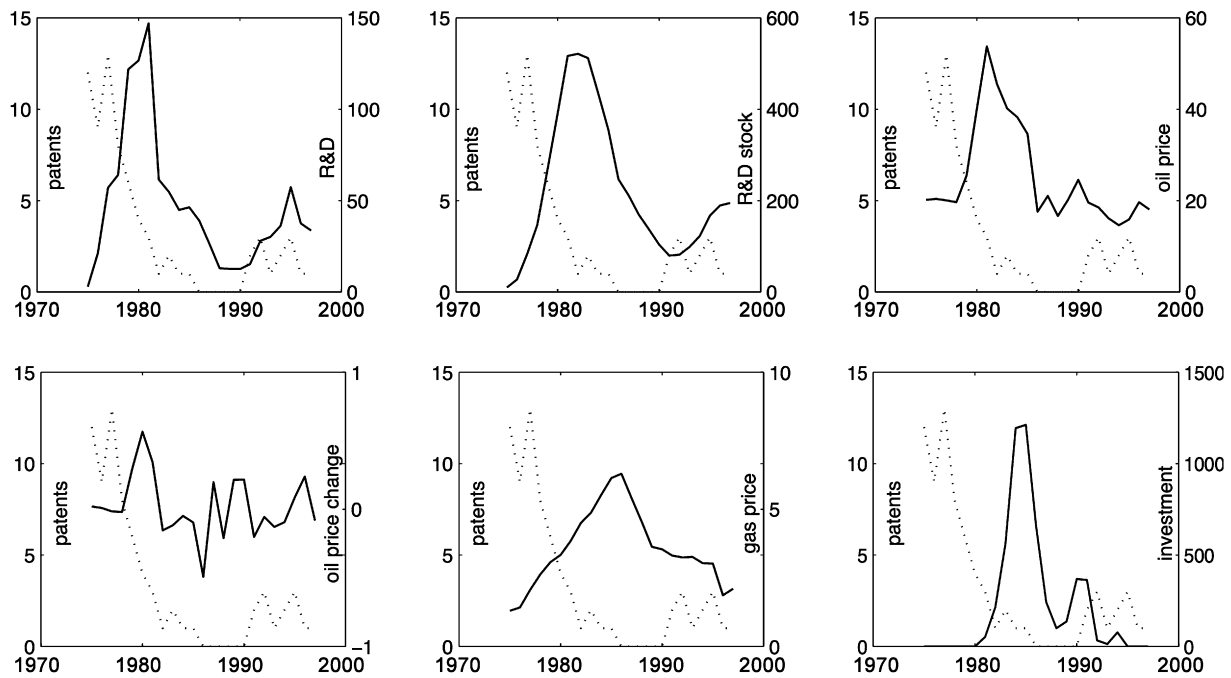 15 150 15 600 15 60
10 100 10 400 10 40
patents R&D patents R&D stock patents oil price
5 50 5 200 5 20
0 0 0 0 0 0
1970 1980 1990 2000 1970 1980 1990 2000 1970 1980 1990 2000
15 1 15 10 15 1500
10 10 10 1000
patents oil price change patents gas price patents investment
0 5
5 5 5 500
0 −1 0 0 0 0
1970 1980 1990 2000 1970 1980 1990 2000 1970 1980 1990 2000